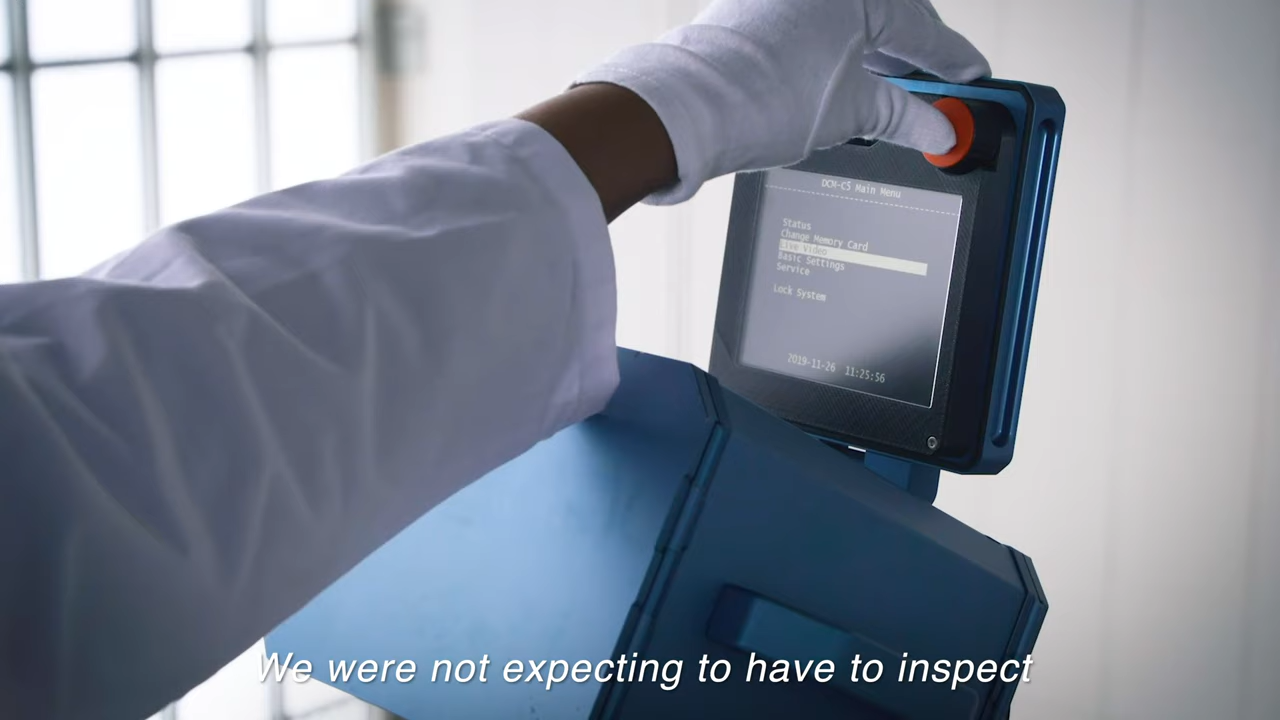 DCM-C5 Main Menu
Status
Change Memory Card
Live Video
Basic Settings
Service
Lock System
2019-11-26 11:25:56
We were not expecting to have to inspect